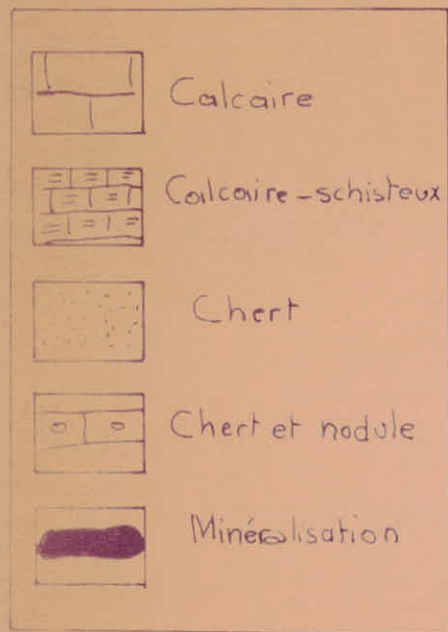 Calcaire
Calcaire-schisteux
Chert
Chert et nodule
Minéralisation